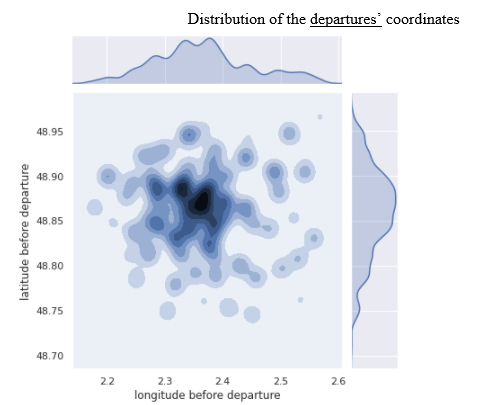 Distribution of the departures' coordinates
48.95
48.90
48.85
48.80
48.75
48.70
latitude before departure
2.2 2.3 2.4 2.5 2.6
longitude before departure